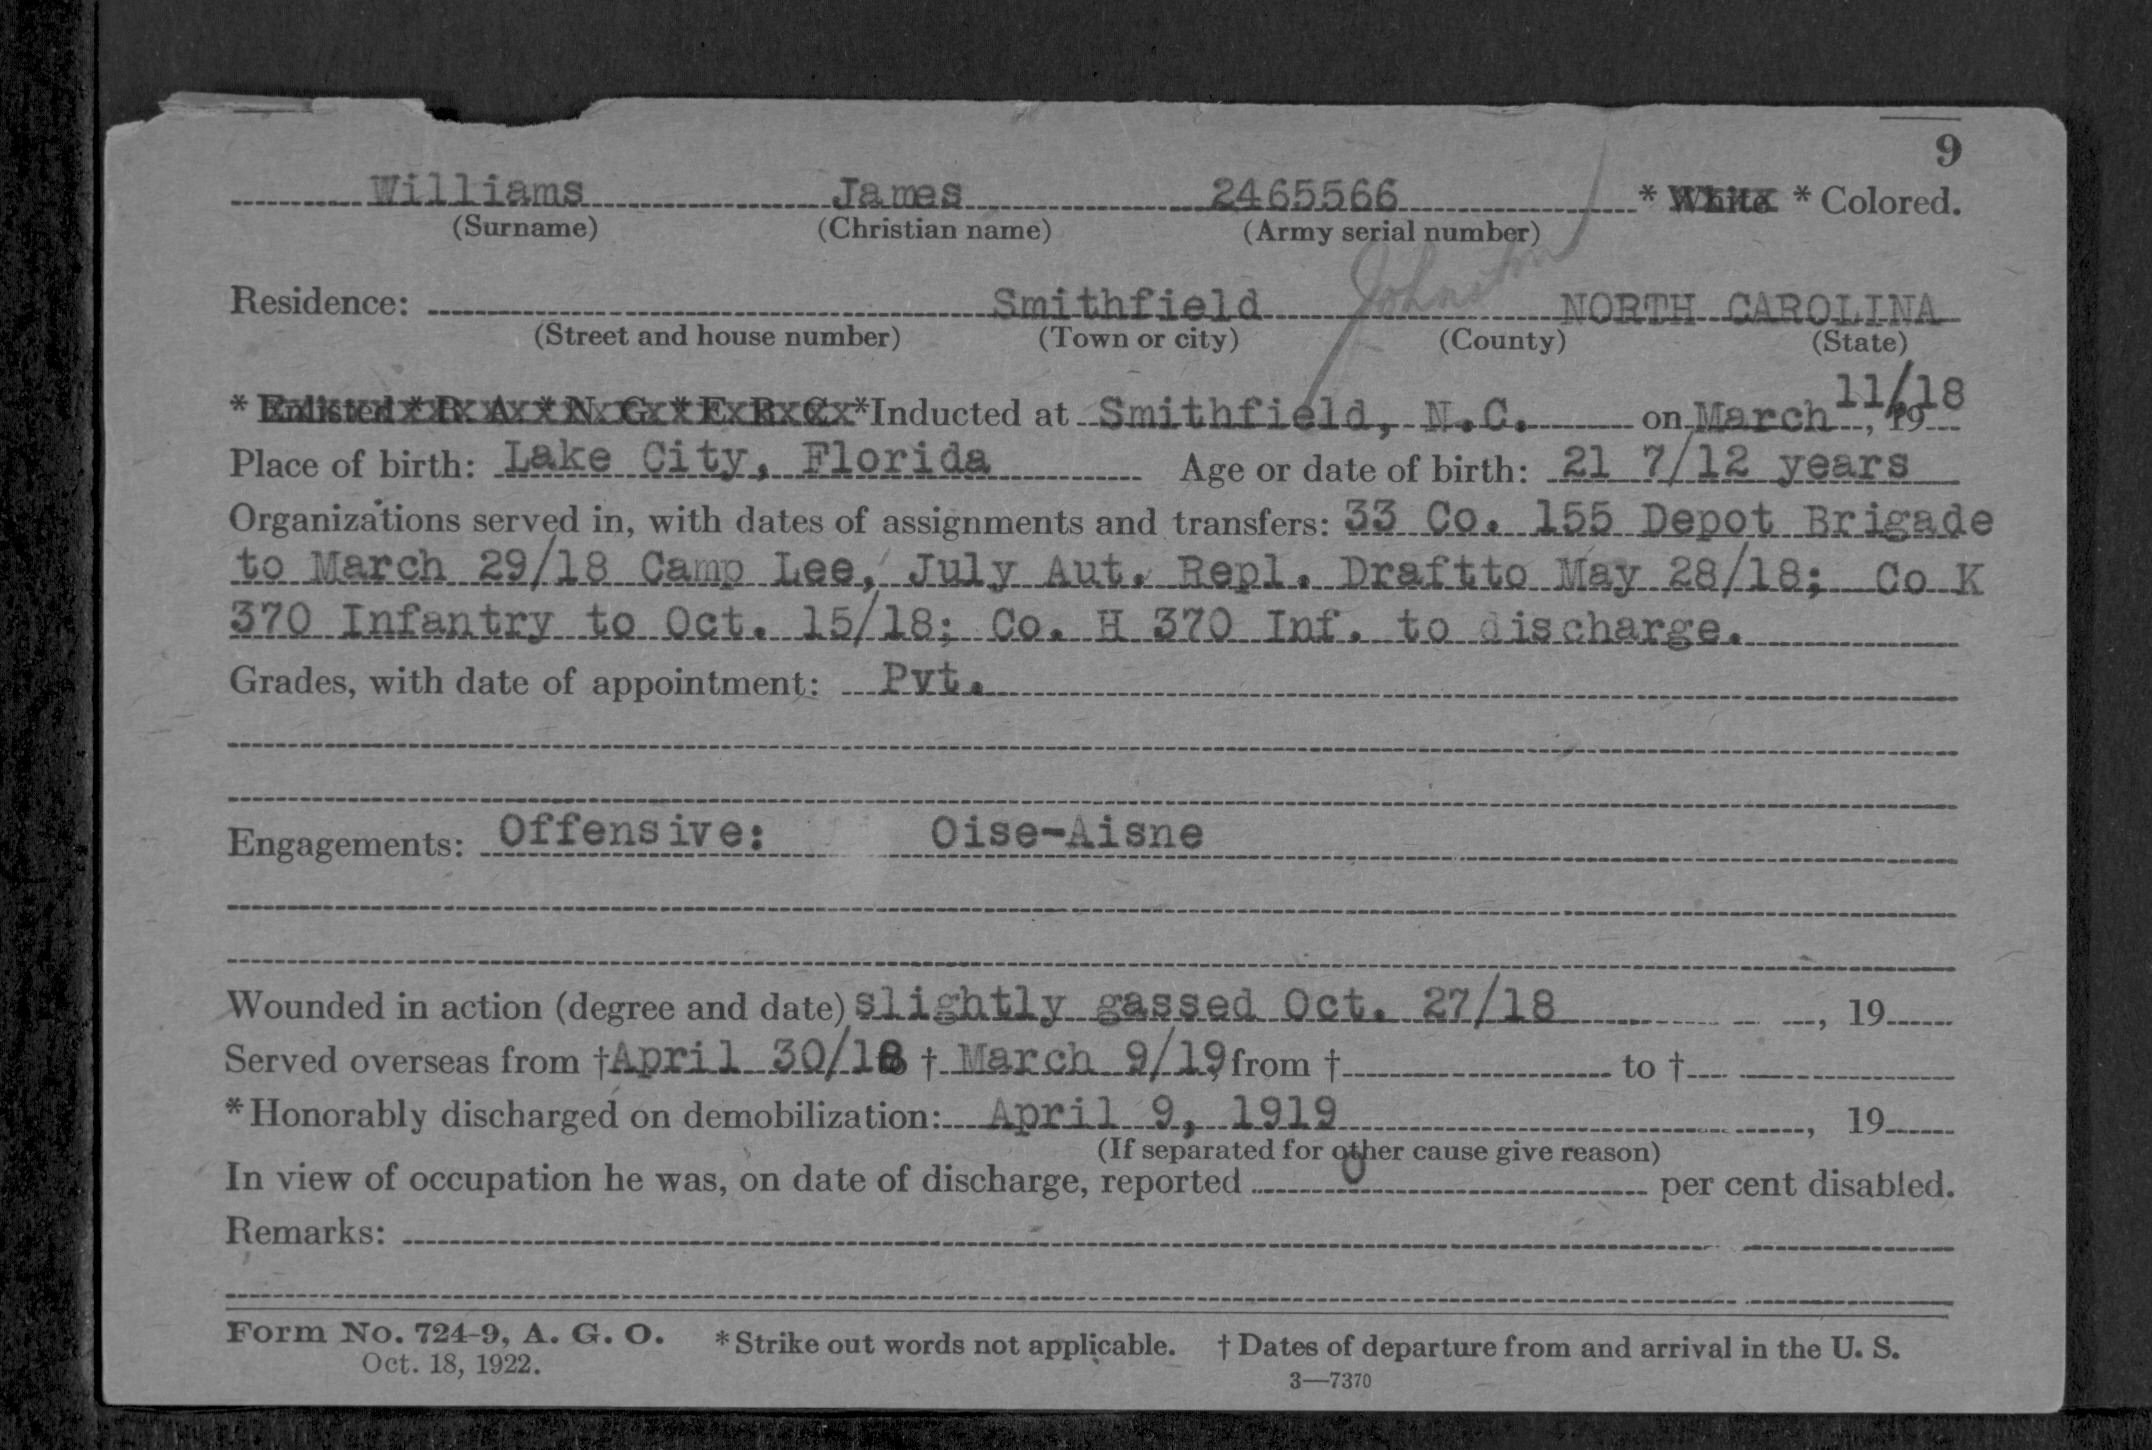 9
Williams James 2465566 * White * Colored.
(Surname) (Christian name) (Army serial number)
Residence: Smithfield Johnston NORTH CAROLINA
(Street and house number) (Town or city) (County) (State)
* Enlisted * R. A. * N. G. * E. R. C. *Inducted at Smithfield, N.C. on March 11/18, 19
Place of birth: Lake City, Florida Age or date of birth: 21 7/12 years
Organizations served in, with dates of assignments and transfers: 33 Co. 155 Depot Brigade
to March 29/18 Camp Lee, July Aut. Repl. Draftto May 28/18; Co K
370 Infantry to Oct. 15/18; Co. H 370 Inf. to discharge.
Grades, with date of appointment: Pvt.
Engagements: Offensive: Oise-Aisne
Wounded in action (degree and date) slightly gassed Oct. 27/18, 19
Served overseas from †April 30/18 † March 9/19, from † to †
*Honorably discharged on demobilization: April 9, 1919, 19
(If separated for other cause give reason)
In view of occupation he was, on date of discharge, reported 0 per cent disabled.
Remarks:
Form No. 724-9, A. G. O. *Strike out words not applicable. † Dates of departure from and arrival in the U. S.
Oct. 18, 1922.
3—7370